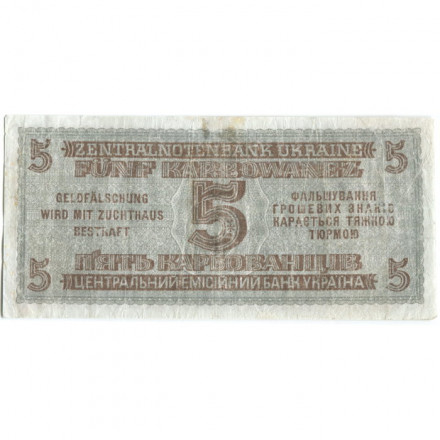 5 ZENTRALNOTENBANK UKRAINE 5
FÜNF KARBOWANEZ
GELDFÄLSCHUNG
WIRD MIT ZUCHTHAUS
BESTRAFT
5
ФАЛЬШУВАННЯ
ГРОШЕВИХ ЗНАКІВ
КАРАЄТЬСЯ ТЯЖКОЮ
ТЮРМОЮ
ПЯТЬ КАРБОВАНЦІВ
5 ЦЕНТРАЛЬНИЙ ЕМІСІЙНИЙ БАНК УКРАЇНА 5